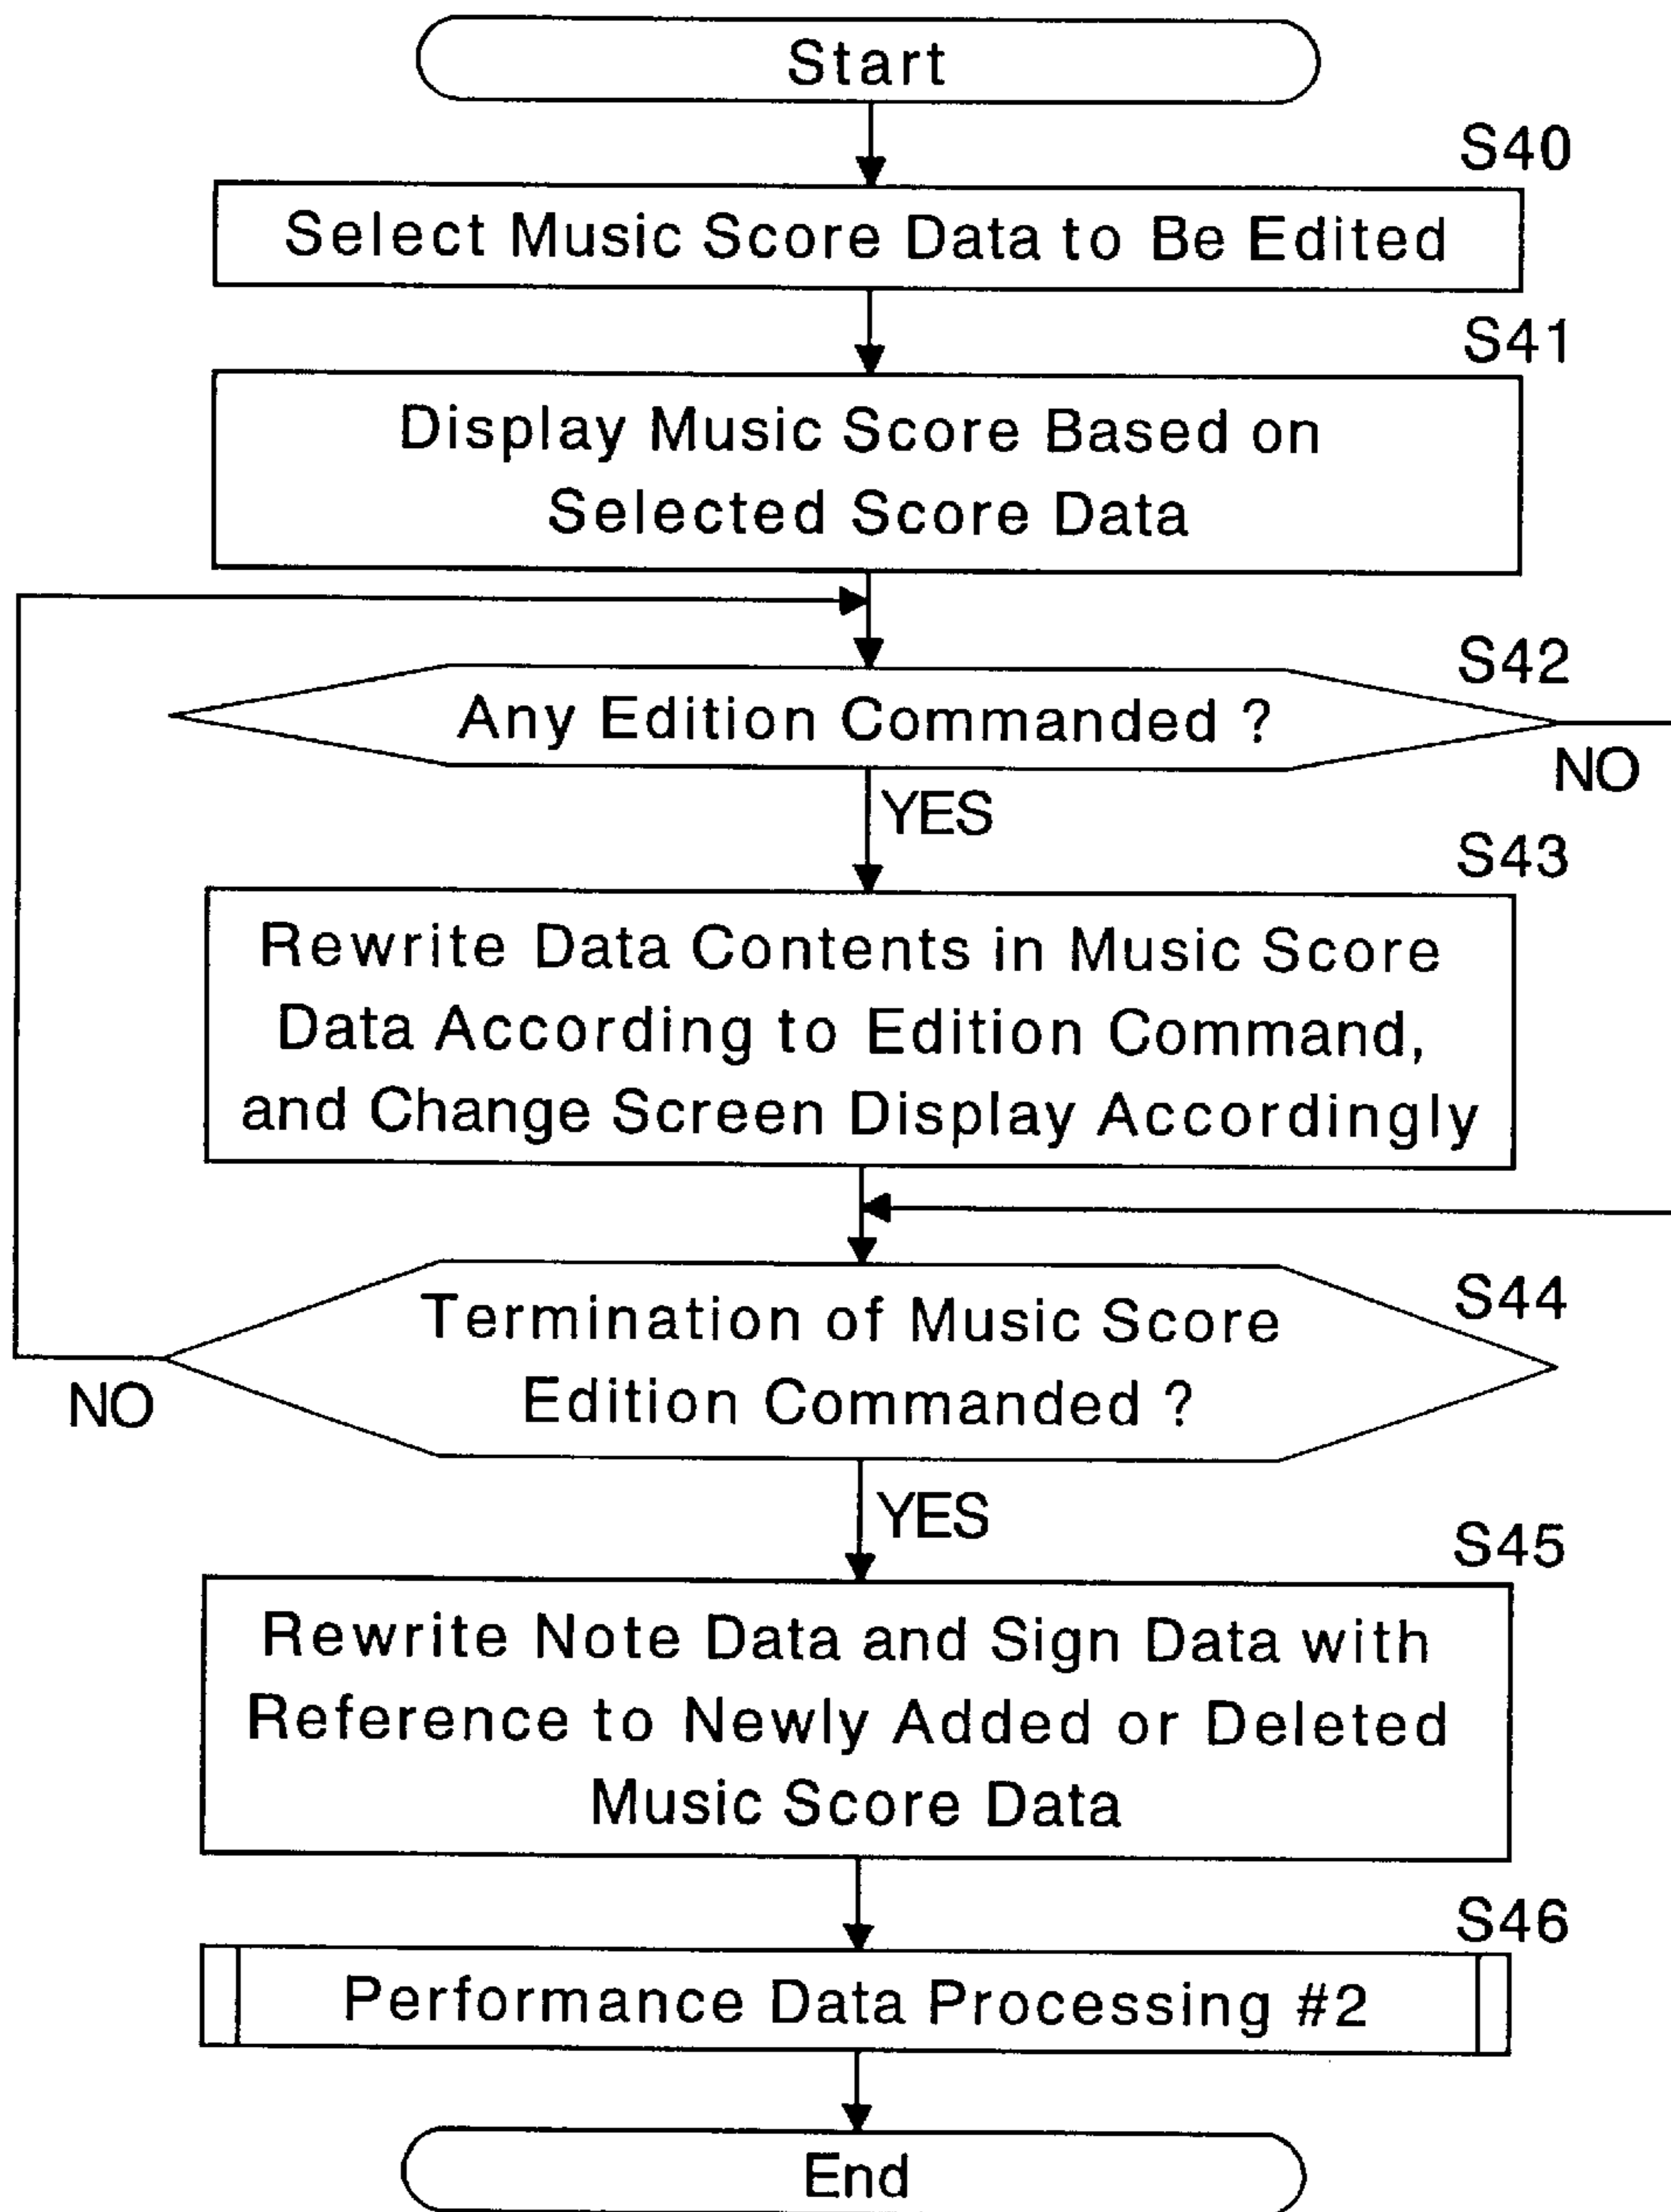 Start
S40
Select Music Score Data to Be Edited
S41
Display Music Score Based on
Selected Score Data
S42
Any Edition Commanded ?
NO
YES
S43
Rewrite Data Contents in Music Score
Data According to Edition Command,
and Change Screen Display Accordingly
S44
Termination of Music Score
Edition Commanded ?
NO
YES
S45
Rewrite Note Data and Sign Data with
Reference to Newly Added or Deleted
Music Score Data
S46
Performance Data Processing #2
End